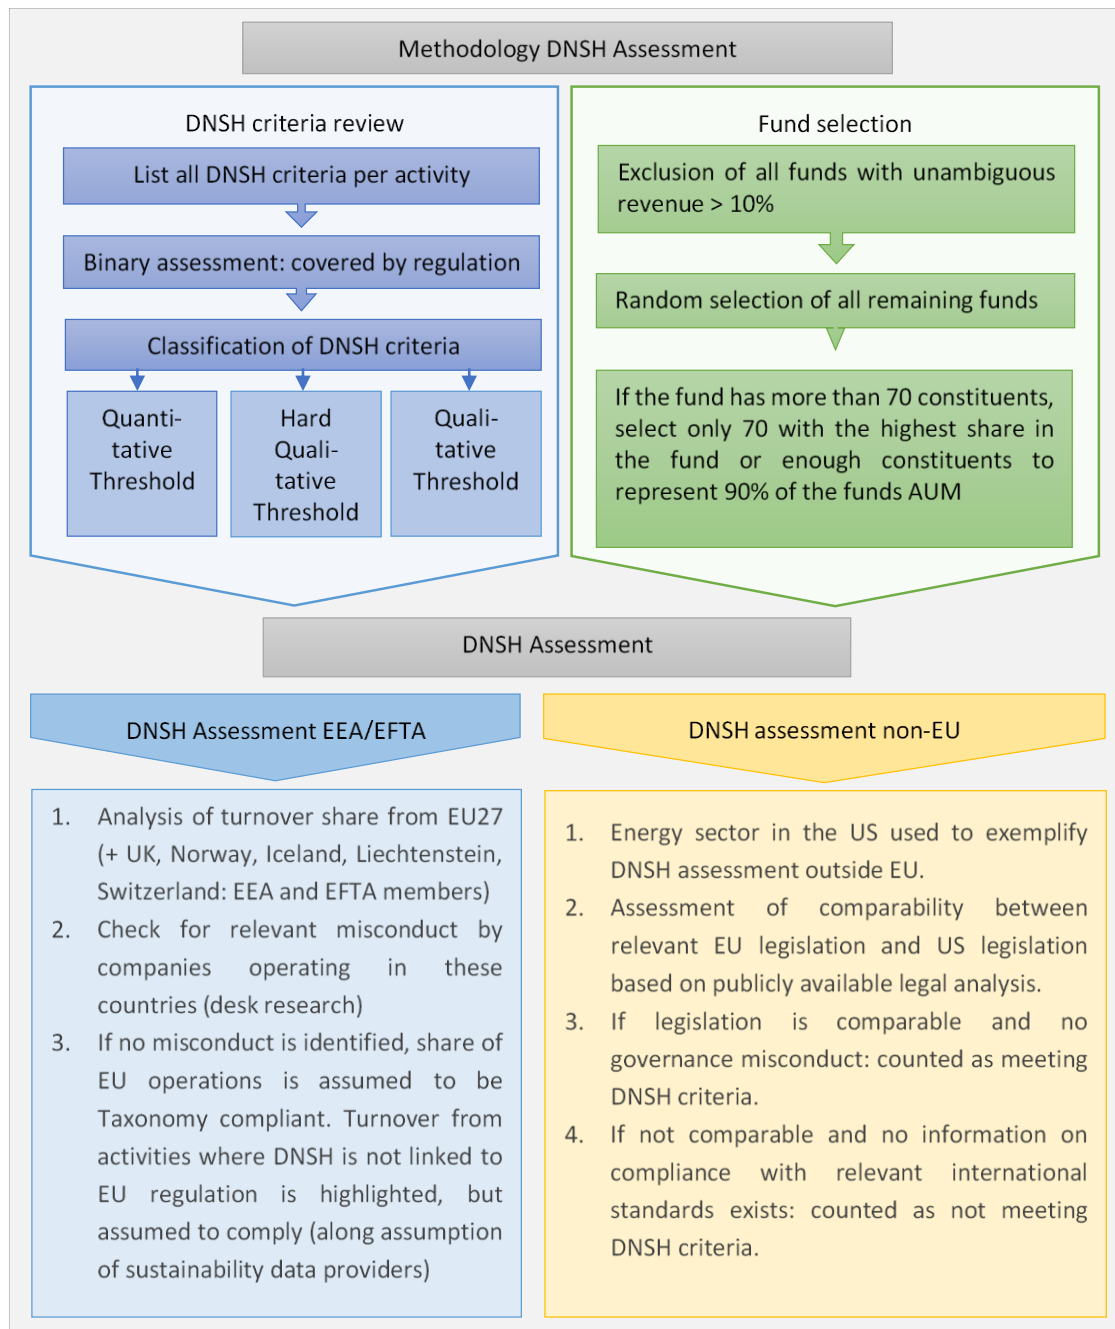 Methodology DNSH Assessment
DNSH criteria review
List all DNSH criteria per activity
Binary assessment: covered by regulation
Classification of DNSH criteria
Quanti-
tative
Threshold
Hard
Quali-
tative
Threshold
Quali-
tative
Threshold
Fund selection
Exclusion of all funds with unambiguous
revenue > 10%
Random selection of all remaining funds
If the fund has more than 70 constituents,
select only 70 with the highest share in
the fund or enough constituents to
represent 90% of the funds AUM
DNSH Assessment
DNSH Assessment EEA/EFTA
1. Analysis of turnover share from EU27
(+ UK, Norway, Iceland, Liechtenstein,
Switzerland: EEA and EFTA members)
2. Check for relevant misconduct by
companies operating in these
countries (desk research)
3. If no misconduct is identified, share of
EU operations is assumed to be
Taxonomy compliant. Turnover from
activities where DNSH is not linked to
EU regulation is highlighted, but
assumed to comply (along assumption
of sustainability data providers)
DNSH assessment non-EU
1. Energy sector in the US used to exemplify
DNSH assessment outside EU.
2. Assessment of comparability between
relevant EU legislation and US legislation
based on publicly available legal analysis.
3. If legislation is comparable and no
governance misconduct: counted as meeting
DNSH criteria.
4. If not comparable and no information on
compliance with relevant international
standards exists: counted as not meeting
DNSH criteria.